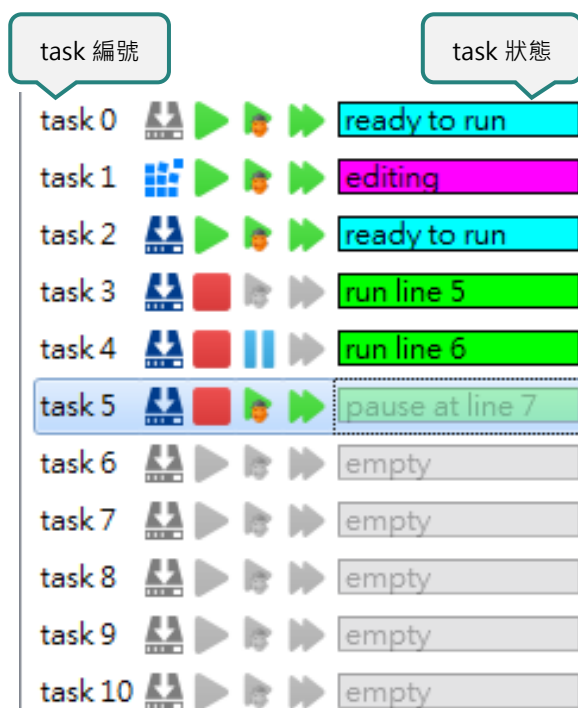 task 編號
task 狀態
task 0 ready to run
task 1 editing
task 2 ready to run
task 3 run line 5
task 4 run line 6
task 5 pause at line 7
task 6 empty
task 7 empty
task 8 empty
task 9 empty
task 10 empty